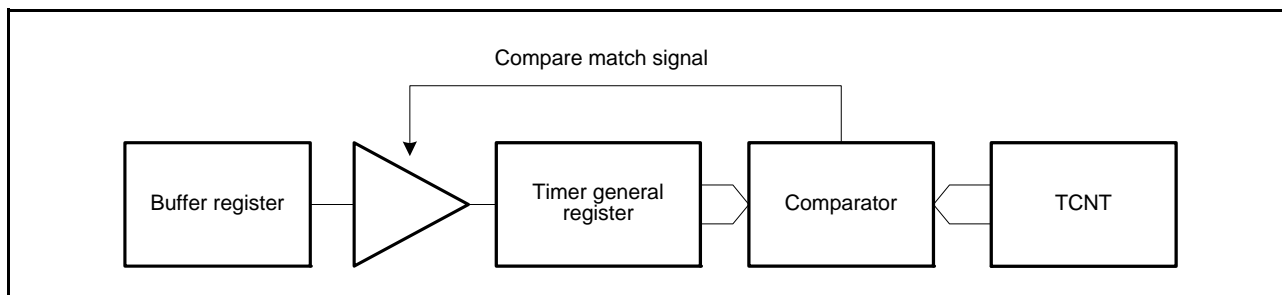 Compare match signal
Buffer register
Timer general
register
Comparator
TCNT